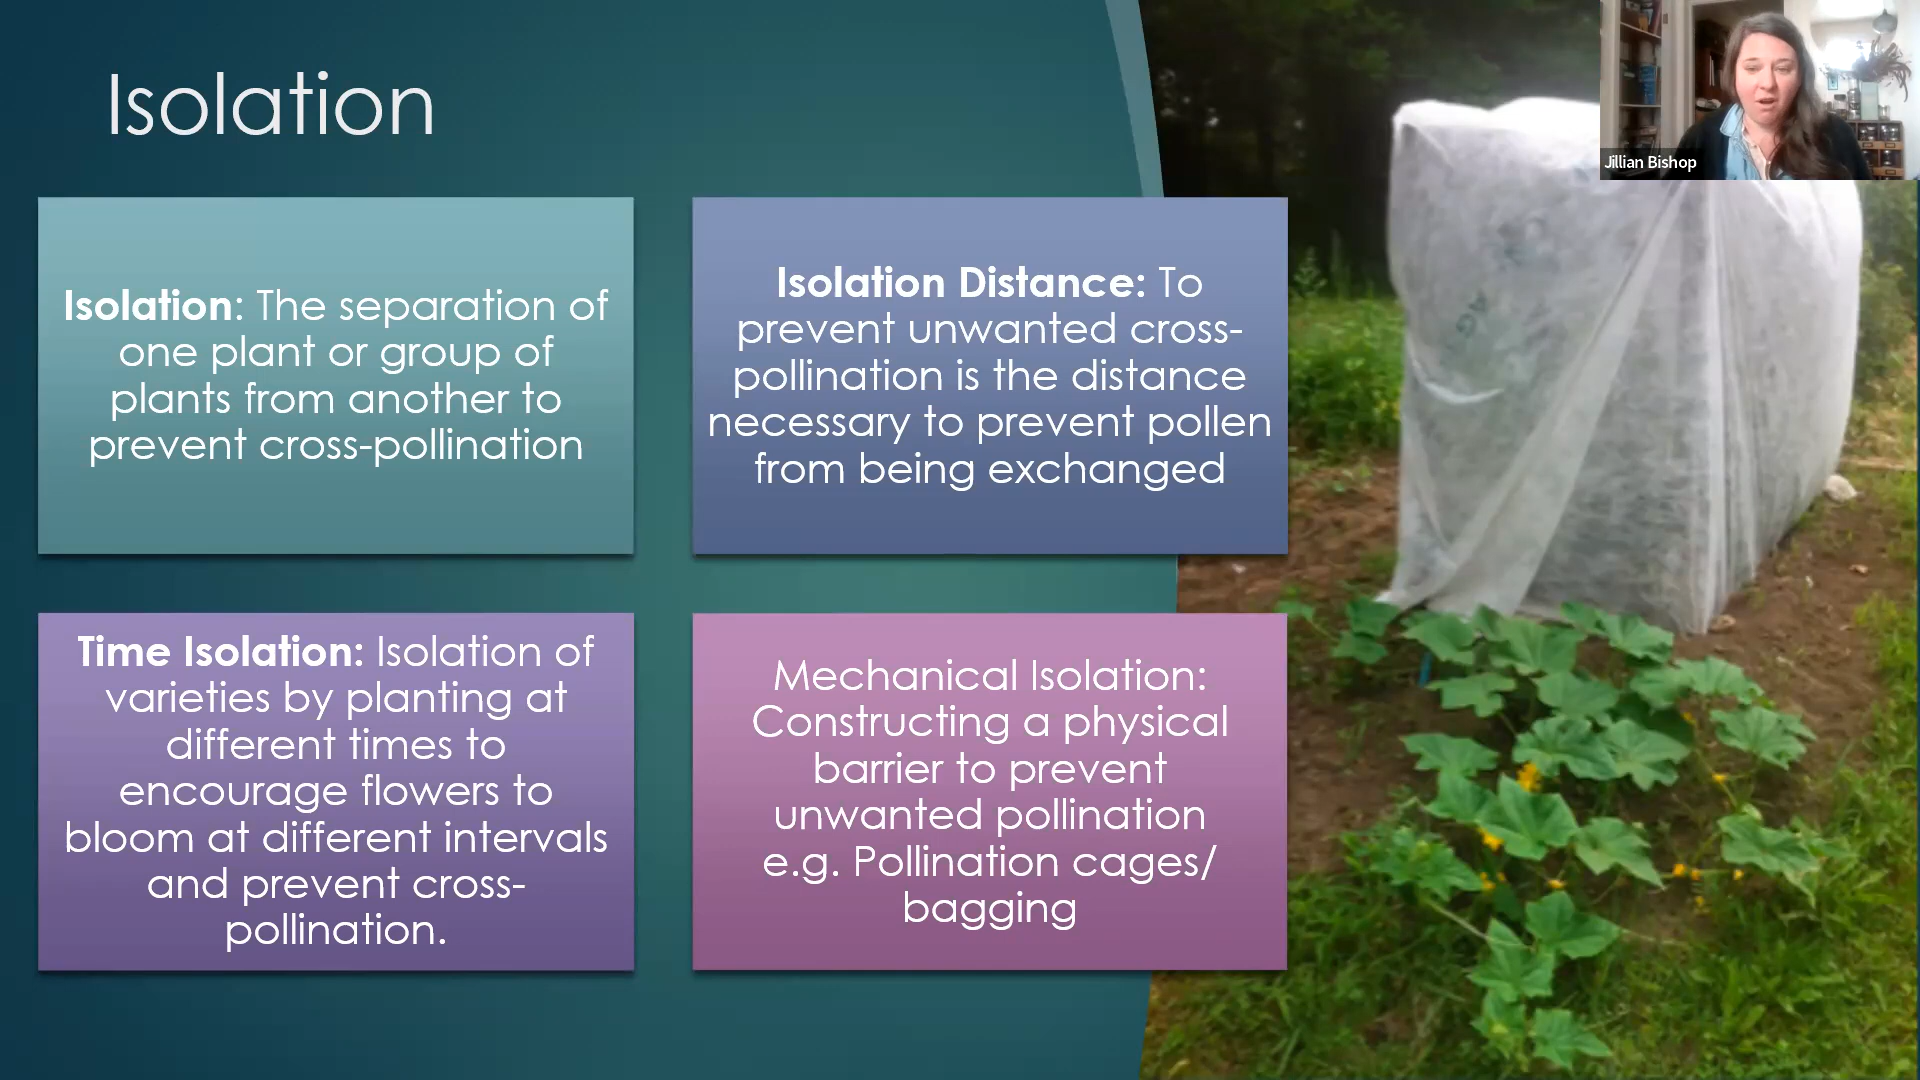 Isolation
Jillian Bishop
Isolation: The separation of
one plant or group of
plants from another to
prevent cross-pollination
Isolation Distance: To
prevent unwanted cross-
pollination is the distance
necessary to prevent pollen
from being exchanged
Time Isolation: Isolation of
varieties by planting at
different times to
encourage flowers to
bloom at different intervals
and prevent cross-
pollination.
Mechanical Isolation:
Constructing a physical
barrier to prevent
unwanted pollination
e.g. Pollination cages/
bagging